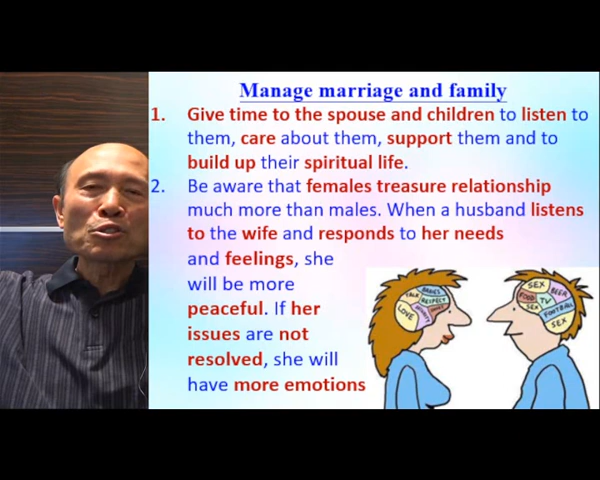 Manage marriage and family
1. Give time to the spouse and children to listen to
them, care about them, support them and to
build up their spiritual life.
2. Be aware that females treasure relationship
much more than males. When a husband listens
to the wife and responds to her needs
and feelings, she
will be more
peaceful. If her
issues are not
resolved, she will
have more emotions
BABIES
TALK
RESPECT
LOVE
SEX
BEER
FOOD
TV
SEX
FOOTBALL
SEX